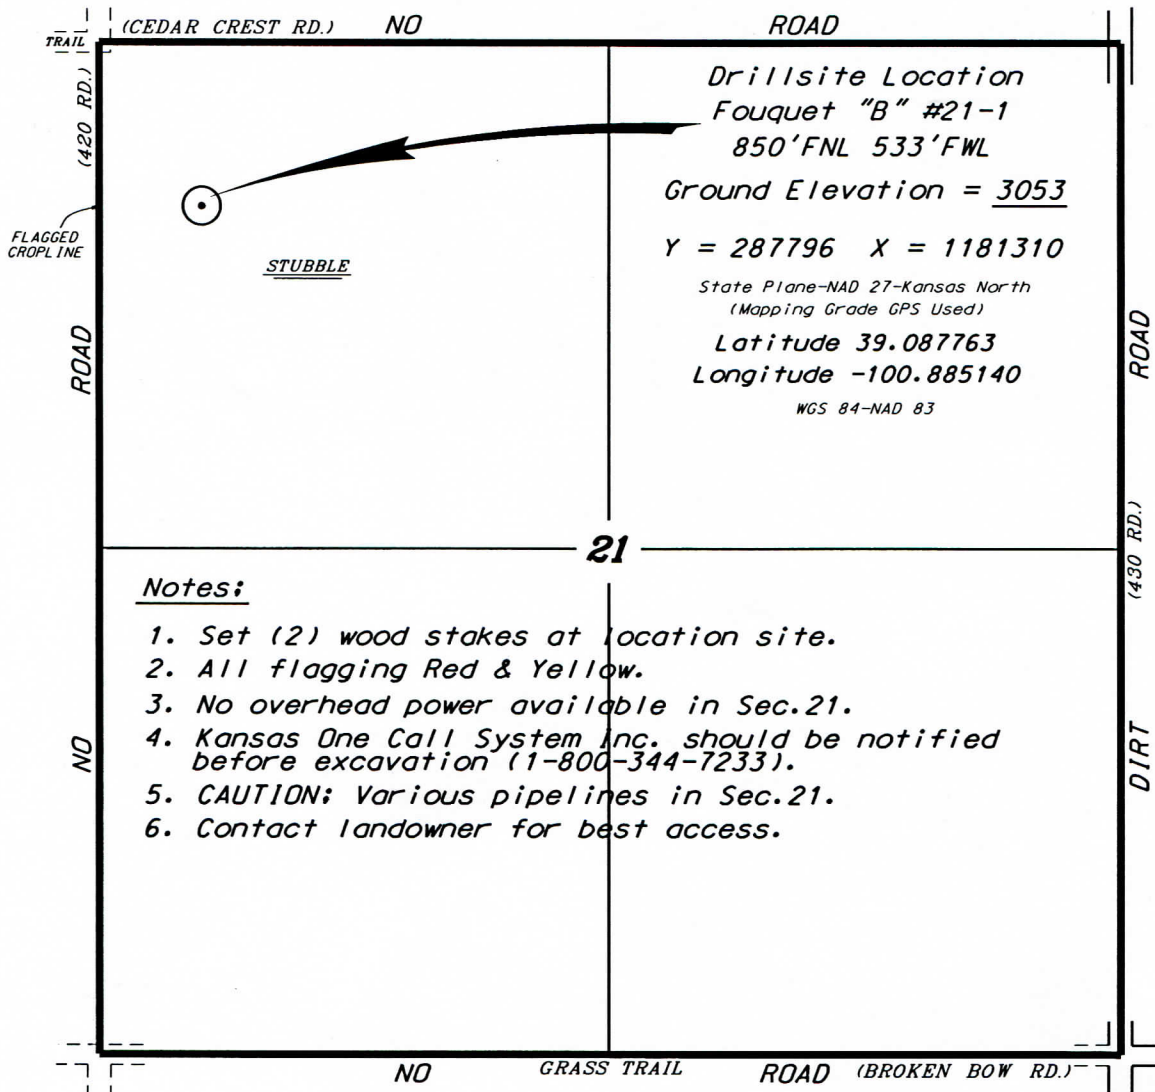 (CEDAR CREST RD.) NO ROAD
TRAIL
(420 RD.)
Drillsite Location
Fouquet "B" #21-1
850'FNL 533'FWL
Ground Elevation = 3053
FLAGGED
CROPLINE
STUBBLE
Y = 287796 X = 1181310
State Plane-NAD 27-Kansas North
(Mapping Grade GPS Used)
Latitude 39.087763
Longitude -100.885140
WGS 84-NAD 83
ROAD
ROAD
(430 RD.)
21
Notes:
1. Set (2) wood stakes at location site.
2. All flagging Red & Yellow.
3. No overhead power available in Sec.21.
4. Kansas One Call System Inc. should be notified
before excavation (1-800-344-7233).
5. CAUTION: Various pipelines in Sec.21.
6. Contact landowner for best access.
NO
DIRT
NO GRASS TRAIL ROAD (BROKEN BOW RD.)